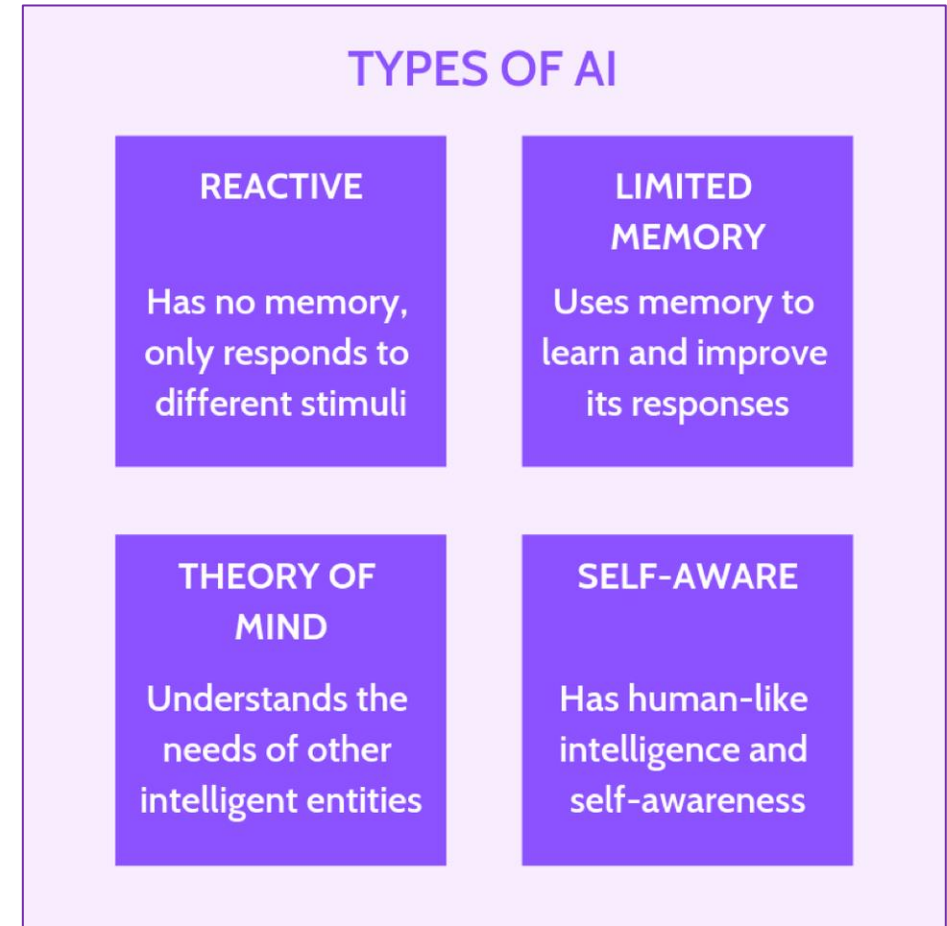 TYPES OF AI
REACTIVE
Has no memory,
only responds to
different stimuli
LIMITED
MEMORY
Uses memory to
learn and improve
its responses
THEORY OF
MIND
Understands the
needs of other
intelligent entities
SELF-AWARE
Has human-like
intelligence and
self-awareness